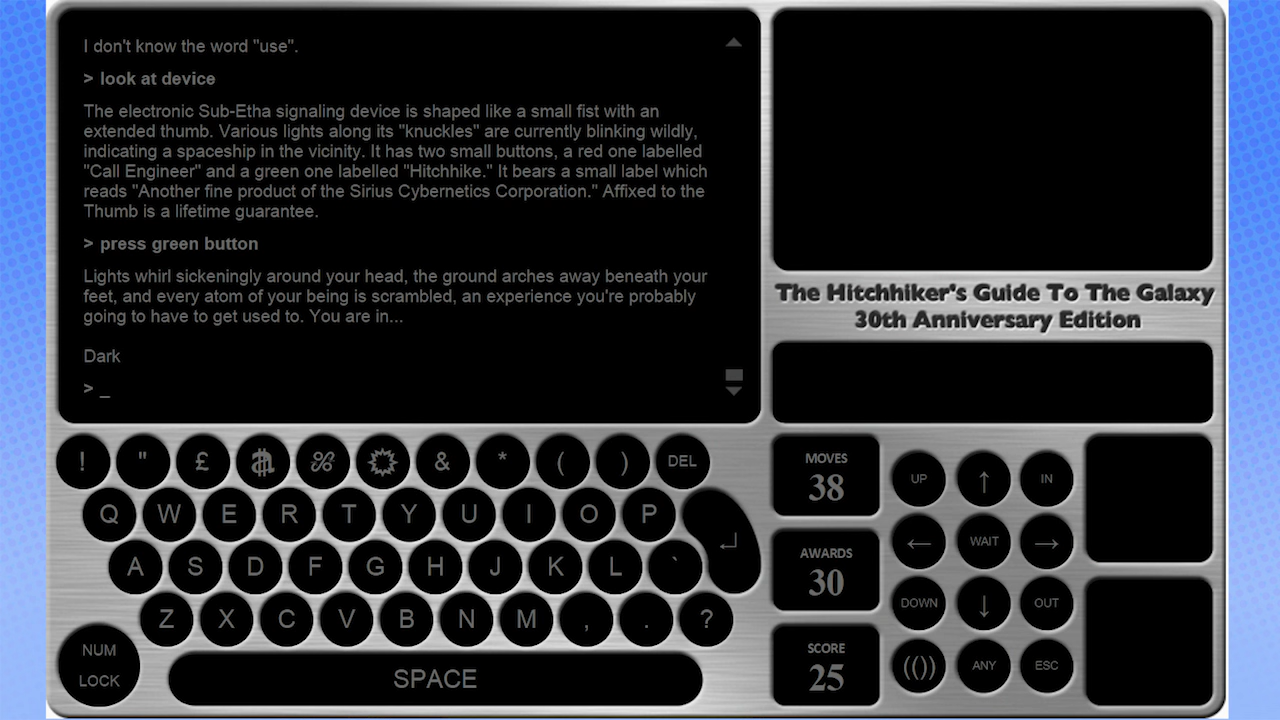 I don't know the word "use".
> look at device
The electronic Sub-Etha signaling device is shaped like a small fist with an
extended thumb. Various lights along its "knuckles" are currently blinking wildly,
indicating a spaceship in the vicinity. It has two small buttons, a red one labelled
"Call Engineer" and a green one labelled "Hitchhike." It bears a small label which
reads "Another fine product of the Sirius Cybernetics Corporation." Affixed to the
Thumb is a lifetime guarantee.
> press green button
Lights whirl sickeningly around your head, the ground arches away beneath your
feet, and every atom of your being is scrambled, an experience you're probably
going to have to get used to. You are in...
Dark
> _
The Hitchhiker's Guide To The Galaxy
30th Anniversary Edition
! " £ & * ( ) DEL
Q W E R T Y U I O P
A S D F G H J K L `
Z X C V B N M , . ?
NUM
LOCK
SPACE
MOVES
38
AWARDS
30
SCORE
25
UP ↑ IN
← WAIT →
DOWN ↓ OUT
(()) ANY ESC